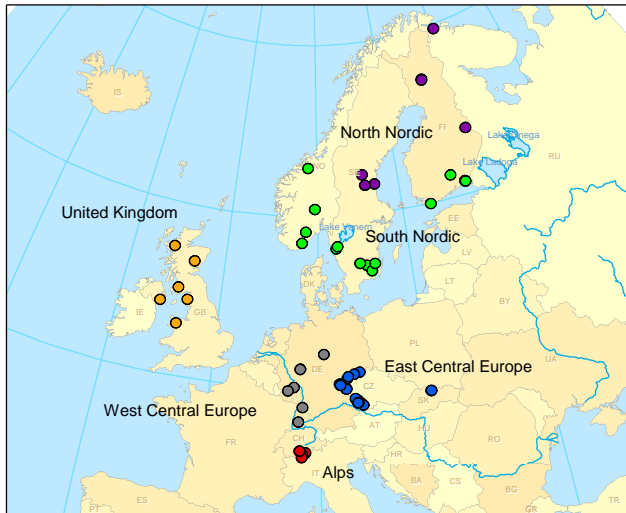 IS
North Nordic
FI
Lake Onega
Lake Ladoga
RU
NO
SE
United Kingdom
Lake Vanern
South Nordic
EE
LV
LT
DK
BY
IE
GB
PL
DE
East Central Europe
UA
CZ
SK
West Central Europe
FR
CH
AT
HU
RO
IT
Alps
HR
BA
CS
BG
PT
ES
GR
TR